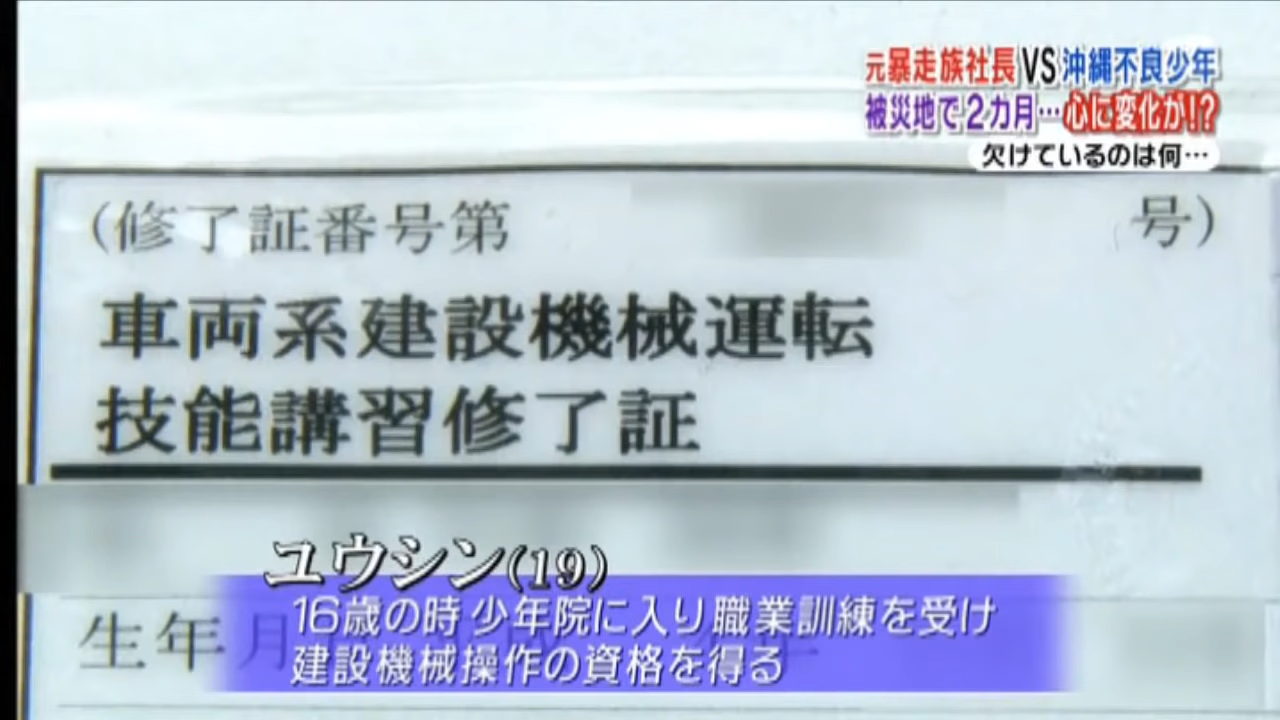 元暴走族社長VS沖縄不良少年
被災地で2カ月…心に変化が!?
欠けているのは何…
(修了証番号第 号)
車両系建設機械運転
技能講習修了証
ユウシン(19)
16歳の時 少年院に入り職業訓練を受け
建設機械操作の資格を得る
生年月